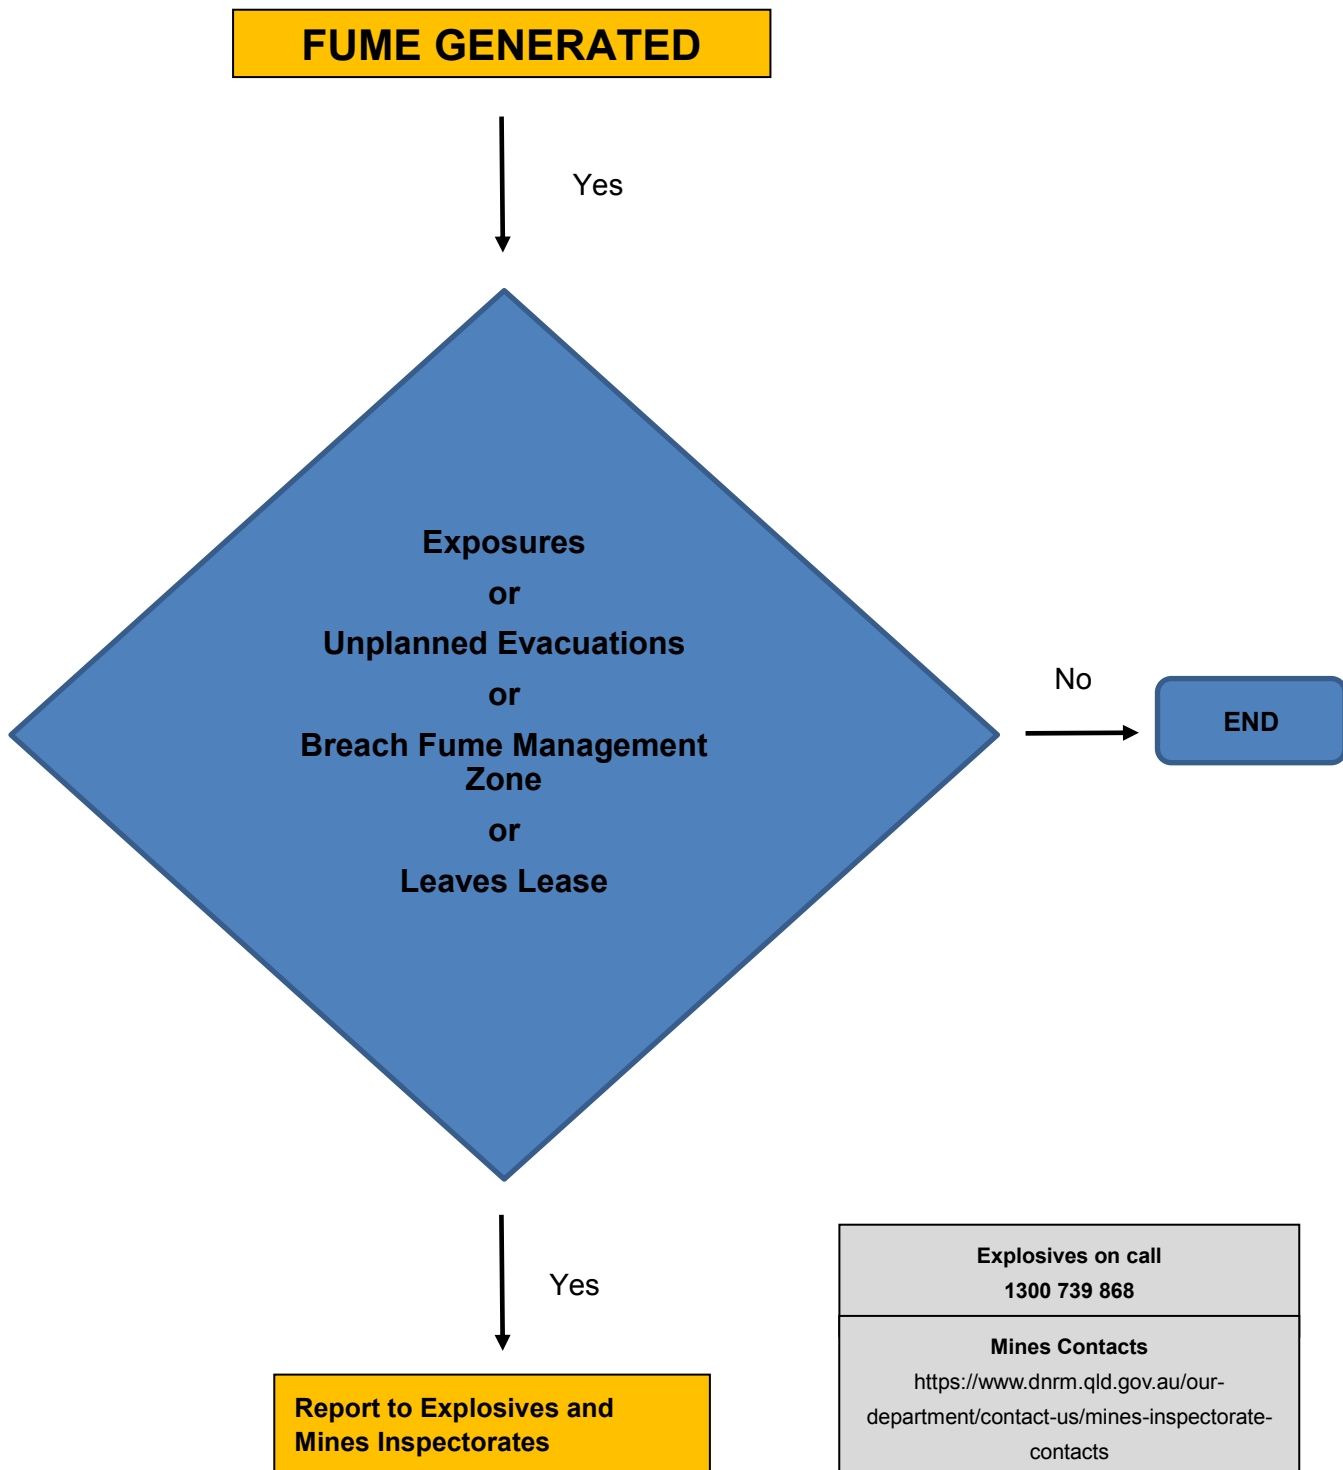 FUME GENERATED
Yes
Exposures
or
Unplanned Evacuations
or
Breach Fume Management
Zone
or
Leaves Lease
No
END
Yes
Report to Explosives and
Mines Inspectorates
Explosives on call
1300 739 868
Mines Contacts
https://www.dnrm.qld.gov.au/our-
department/contact-us/mines-inspectorate-
contacts